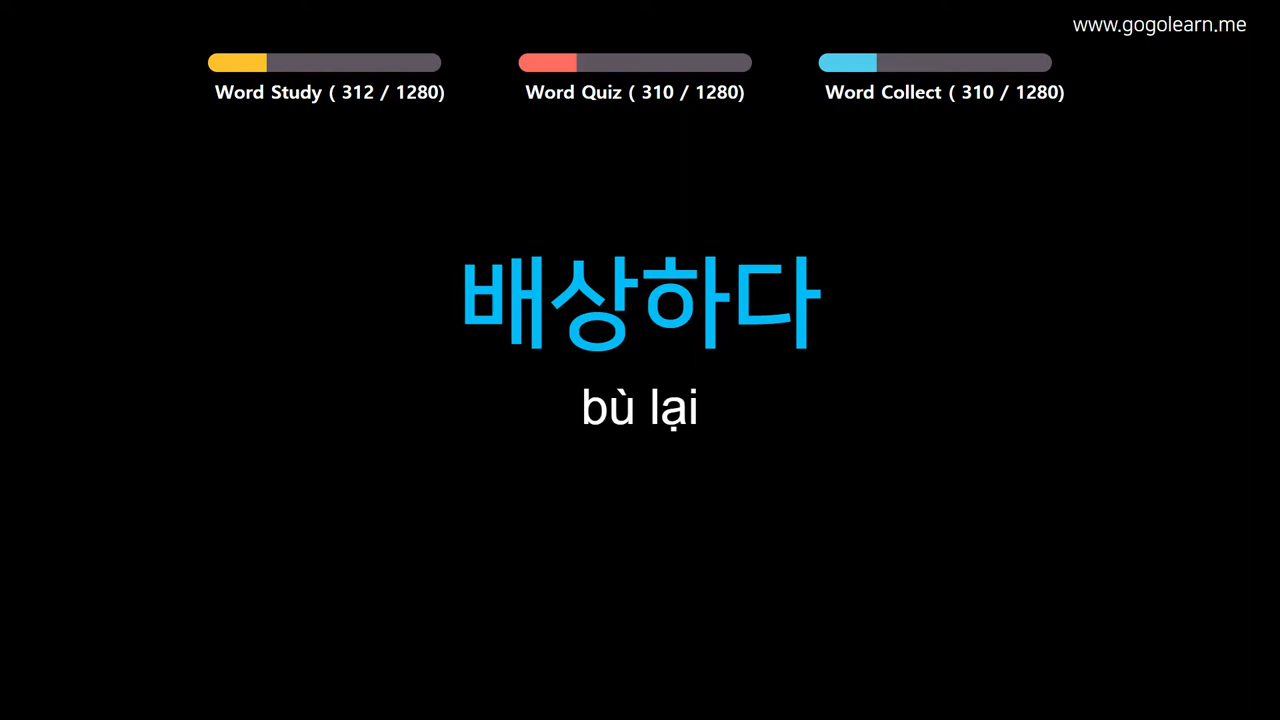 www.gogolearn.me
Word Study ( 312 / 1280)
Word Quiz ( 310 / 1280)
Word Collect ( 310 / 1280)
배상하다
bù lại